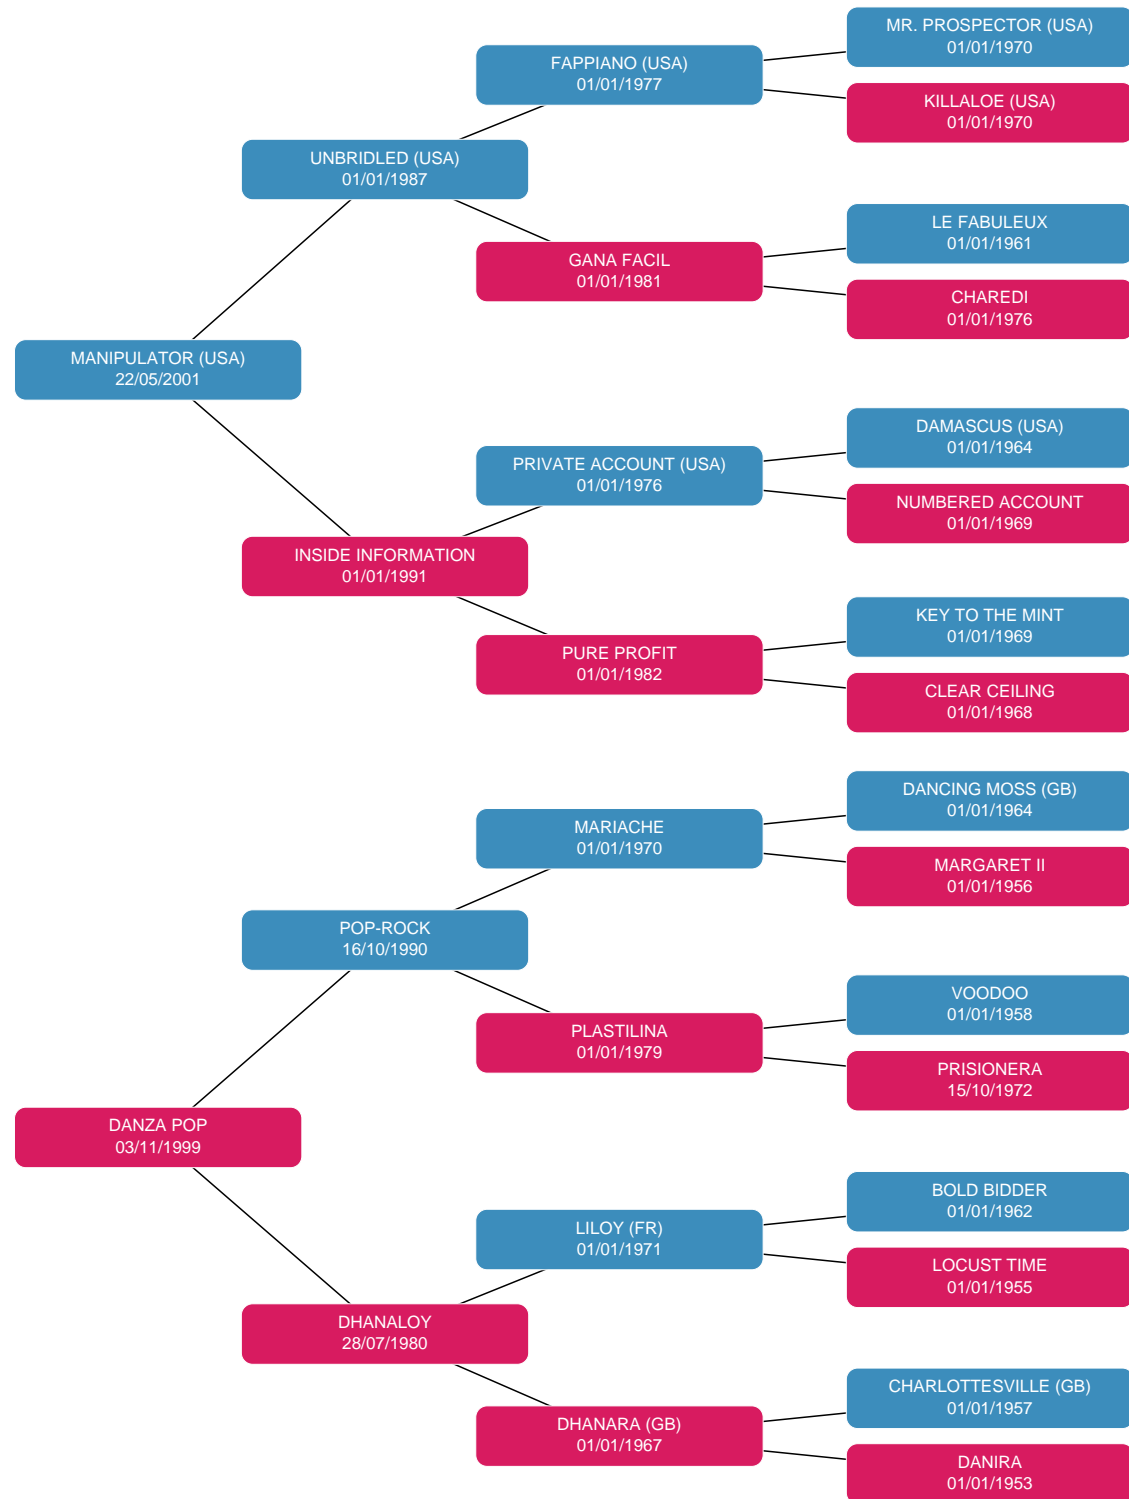 MR. PROSPECTOR (USA)
01/01/1970
FAPPIANO (USA)
01/01/1977
KILLALOE (USA)
01/01/1970
UNBRIDLED (USA)
01/01/1987
LE FABULEUX
01/01/1961
GANA FACIL
01/01/1981
CHAREDI
01/01/1976
MANIPULATOR (USA)
22/05/2001
DAMASCUS (USA)
01/01/1964
PRIVATE ACCOUNT (USA)
01/01/1976
NUMBERED ACCOUNT
01/01/1969
INSIDE INFORMATION
01/01/1991
KEY TO THE MINT
01/01/1969
PURE PROFIT
01/01/1982
CLEAR CEILING
01/01/1968
DANCING MOSS (GB)
01/01/1964
MARIACHE
01/01/1970
MARGARET II
01/01/1956
POP-ROCK
16/10/1990
VOODOO
01/01/1958
PLASTILINA
01/01/1979
PRISIONERA
15/10/1972
DANZA POP
03/11/1999
BOLD BIDDER
01/01/1962
LILOY (FR)
01/01/1971
LOCUST TIME
01/01/1955
DHANALOY
28/07/1980
CHARLOTTESVILLE (GB)
01/01/1957
DHANARA (GB)
01/01/1967
DANIRA
01/01/1953